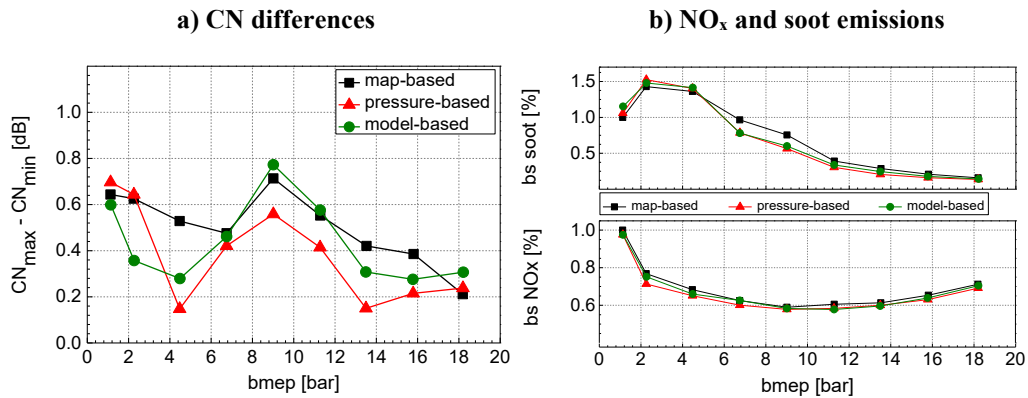 a) CN differences
CN_max - CN_min [dB]
1.0
0.8
0.6
0.4
0.2
0.0
map-based
pressure-based
model-based
0 2 4 6 8 10 12 14 16 18 20
bmep [bar]
b) NOₓ and soot emissions
bs soot [%]
1.5
1.0
0.5
map-based pressure-based model-based
bs NOx [%]
1.0
0.8
0.6
0 2 4 6 8 10 12 14 16 18 20
bmep [bar]